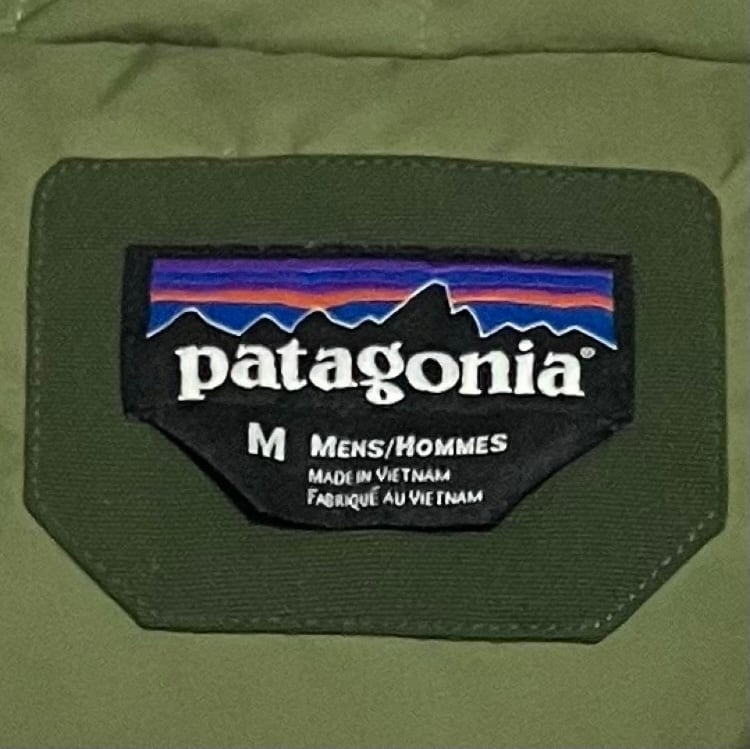 patagonia®
M MENS/HOMMES
MADE IN VIETNAM
FABRIQUÉ AU VIETNAM